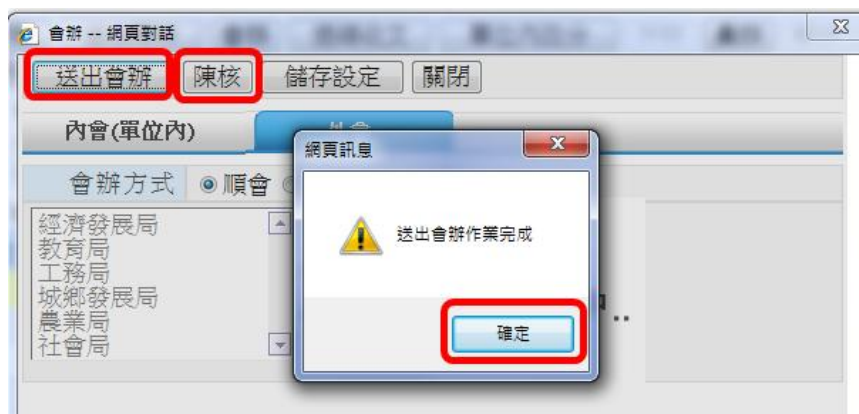 會辦 -- 網頁對話
送出會辦 陳核 儲存設定 關閉
內會(單位內)
會辦方式 順會
經濟發展局
教育局
工務局
城鄉發展局
農業局
社會局
網頁訊息
送出會辦作業完成
確定